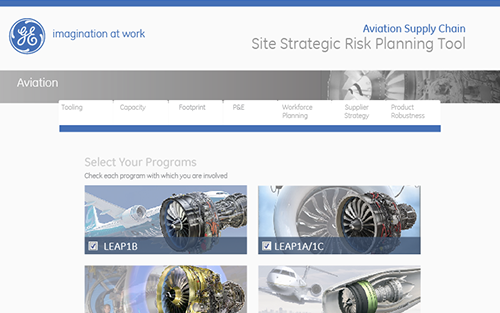 GE
imagination at work
Aviation Supply Chain
Site Strategic Risk Planning Tool
Aviation
Tooling
Capacity
Footprint
P&E
Workforce
Planning
Supplier
Strategy
Product
Robustness
Select Your Programs
Check each program with which you are involved
LEAP1B
LEAP1A/1C